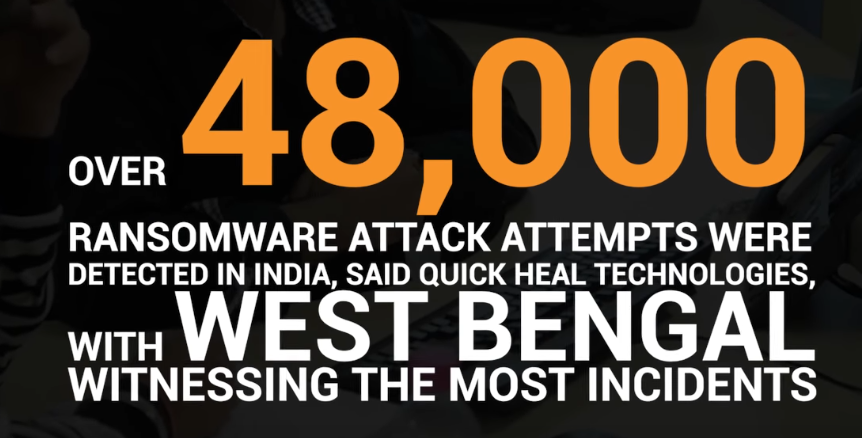 OVER 48,000
RANSOMWARE ATTACK ATTEMPTS WERE
DETECTED IN INDIA, SAID QUICK HEAL TECHNOLOGIES,
WITH WEST BENGAL
WITNESSING THE MOST INCIDENTS